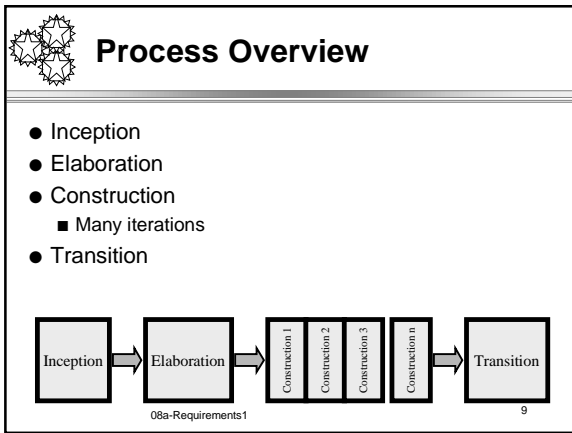 Process Overview
● Inception
● Elaboration
● Construction
■ Many iterations
● Transition
Inception
Elaboration
Construction 1
Construction 2
Construction 3
Construction n
Transition
08a-Requirements1
9